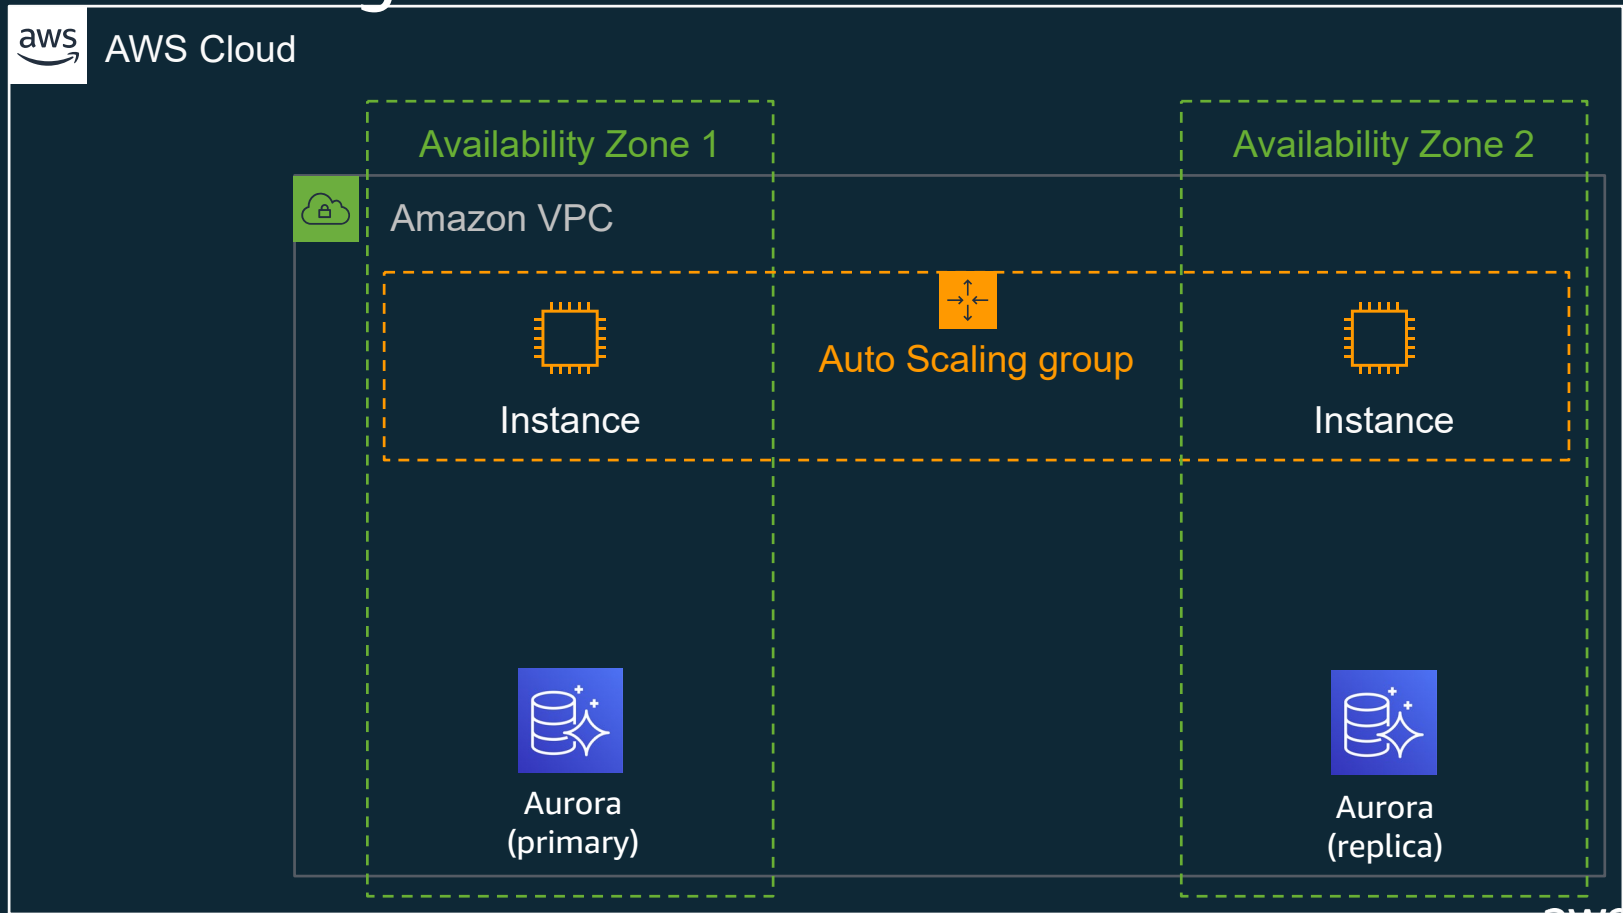 aws
AWS Cloud
Availability Zone 1
Availability Zone 2
Amazon VPC
Auto Scaling group
Instance
Instance
Aurora
(primary)
Aurora
(replica)